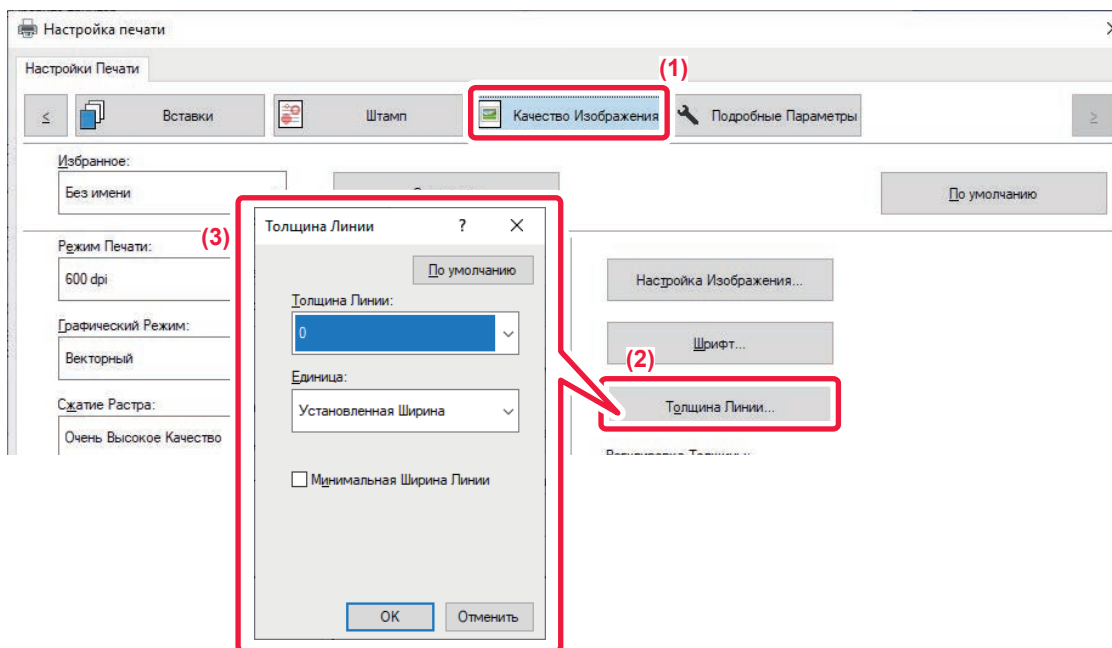 Настройка печати
Настройки Печати
(1)
<
Вставки
Штамп
Качество Изображения
Подробные Параметры
>
Избранное:
Без имени
По умолчанию
Режим Печати:
600 dpi
Графический Режим:
Векторный
Сжатие Растра:
Очень Высокое Качество
(3)
Толщина Линии
?
По умолчанию
Толщина Линии:
0
Единица:
Установленная Ширина
Минимальная Ширина Линии
OK
Отменить
Настройка Изображения...
Шрифт...
(2)
Толщина Линии...